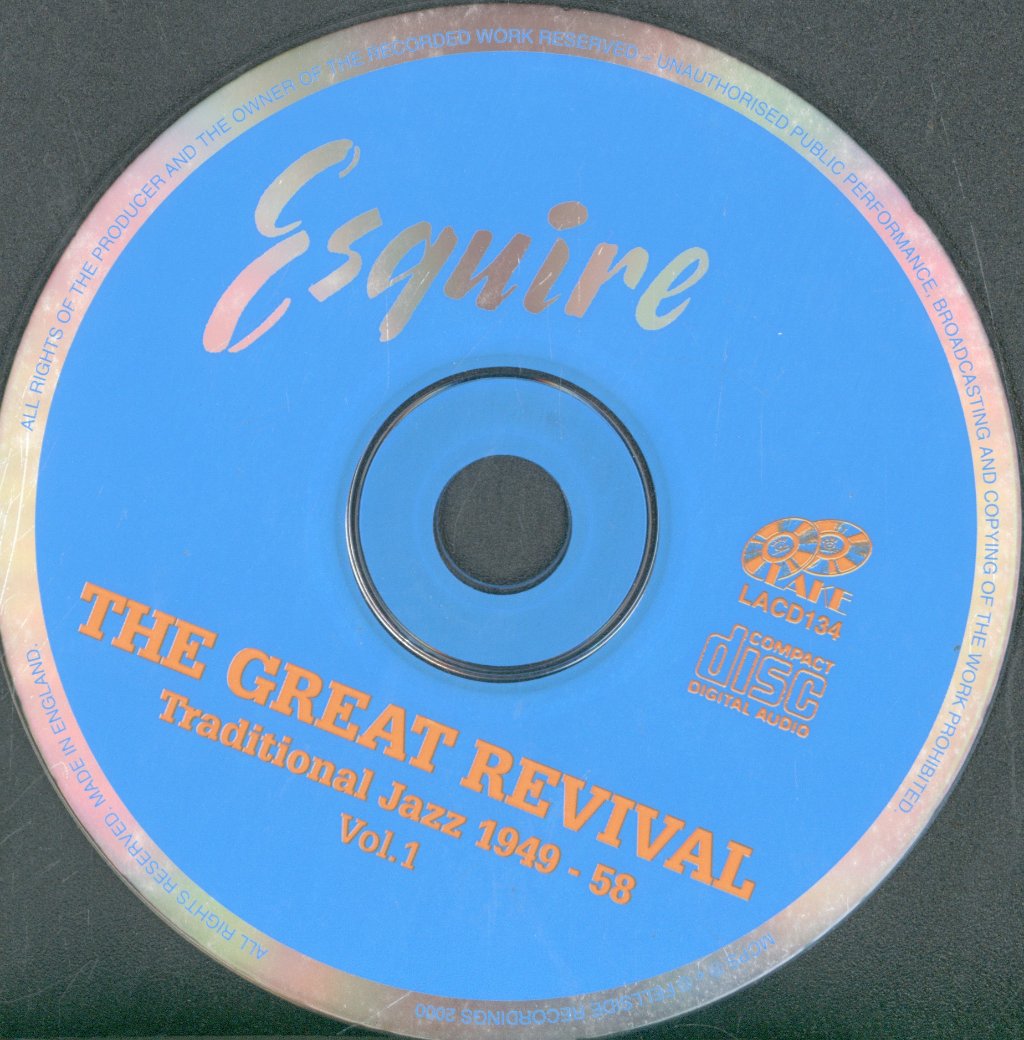 ALL RIGHTS OF THE PRODUCER AND THE OWNER OF THE RECORDED WORK RESERVED - UNAUTHORISED PUBLIC PERFORMANCE, BROADCASTING AND COPYING OF THE WORK PROHIBITED.
Esquire
LAKE
LACD134
COMPACT
disc
DIGITAL AUDIO
THE GREAT REVIVAL
Traditional Jazz 1949 - 58
Vol.1
MCPS FELLSIDE RECORDINGS 2000
ALL RIGHTS RESERVED. MADE IN ENGLAND.